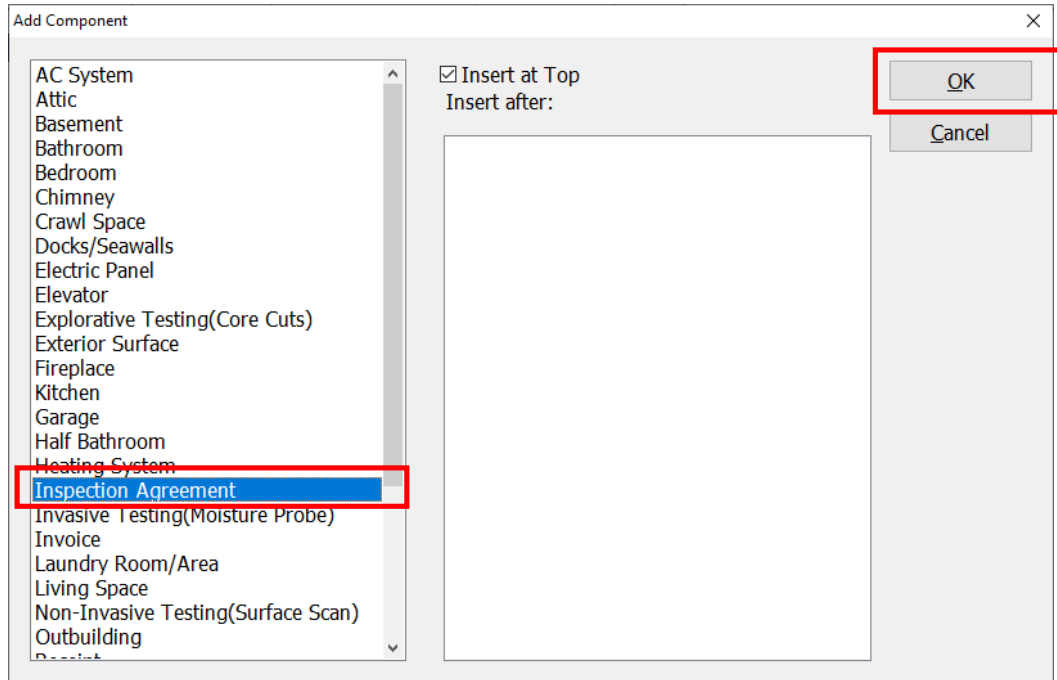 Add Component
AC System
Attic
Basement
Bathroom
Bedroom
Chimney
Crawl Space
Docks/Seawalls
Electric Panel
Elevator
Explorative Testing(Core Cuts)
Exterior Surface
Fireplace
Kitchen
Garage
Half Bathroom
Heating System
Inspection Agreement
Invasive Testing(Moisture Probe)
Invoice
Laundry Room/Area
Living Space
Non-Invasive Testing(Surface Scan)
Outbuilding
Insert at Top
Insert after:
OK
Cancel